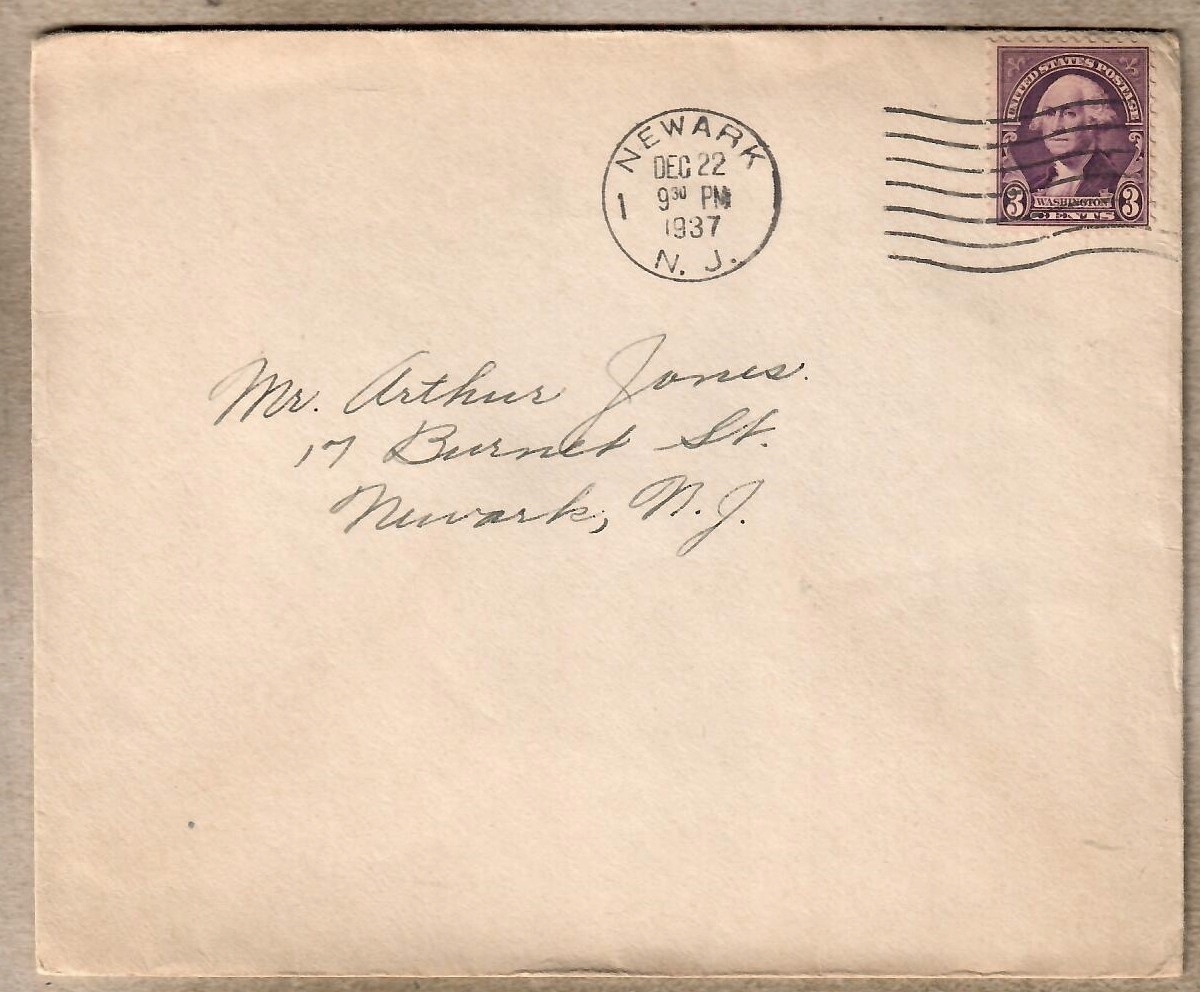 UNITED STATES POSTAGE
3 WASHINGTON 3
CENTS
NEWARK
DEC 22
1 9³⁰ PM
1937
N. J.
Mr. Arthur Jones.
17 Burnet St.
Newark, N.J.